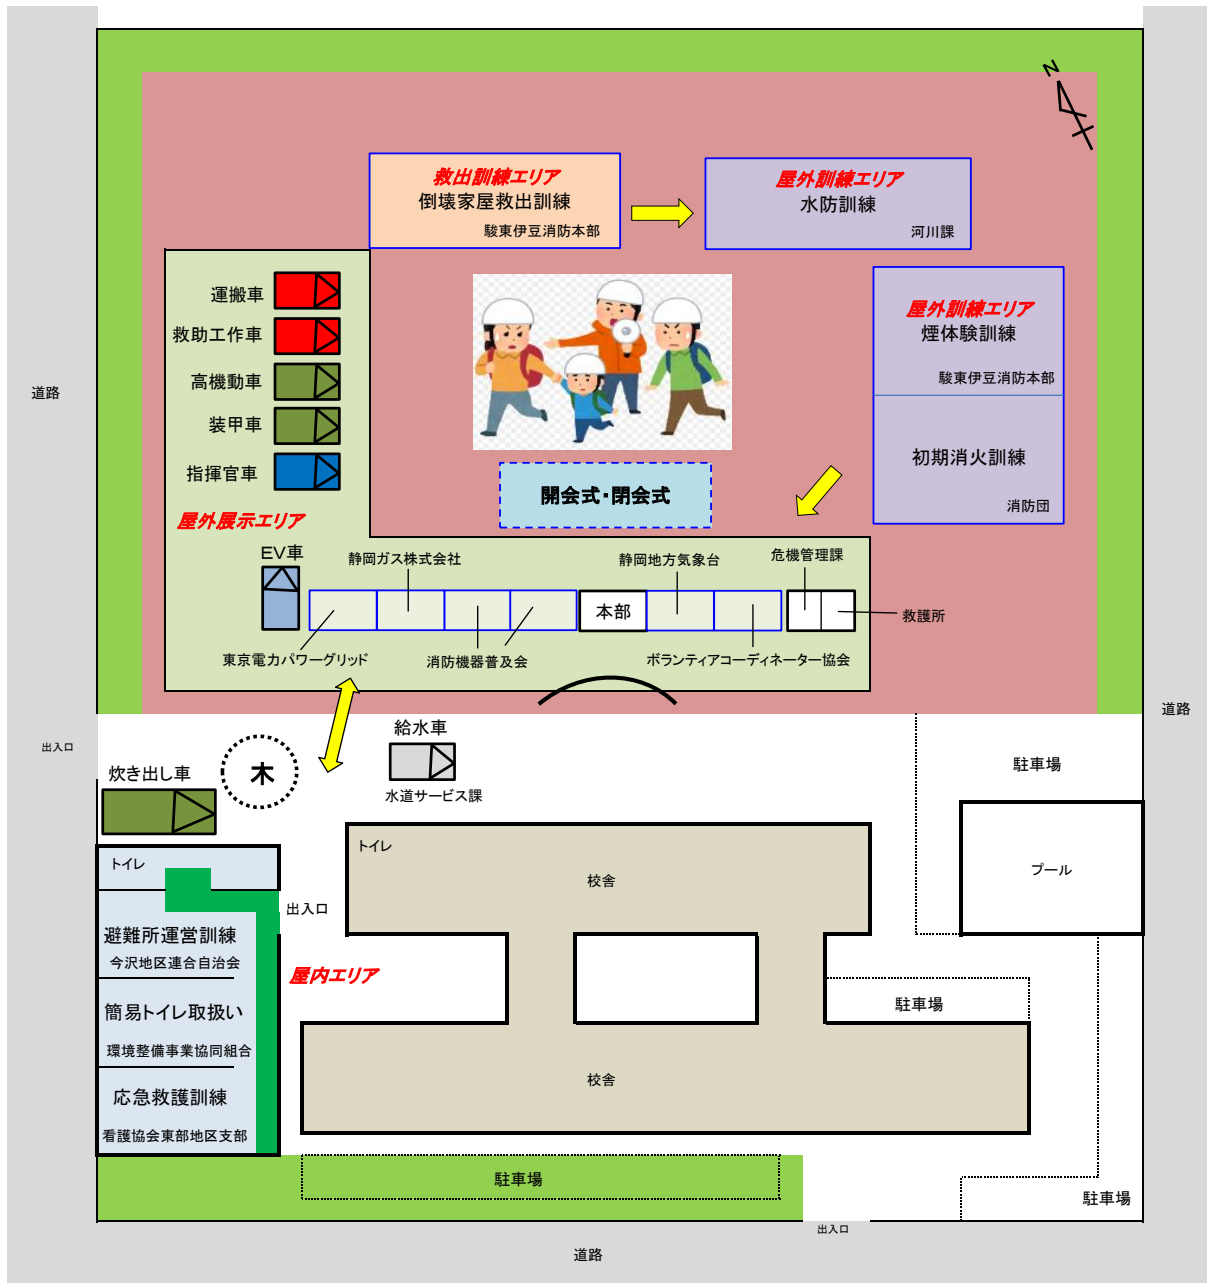 N
救出訓練エリア
倒壊家屋救出訓練
駿東伊豆消防本部
屋外訓練エリア
水防訓練
河川課
運搬車
救助工作車
高機動車
装甲車
指揮官車
屋外展示エリア
屋外訓練エリア
煙体験訓練
駿東伊豆消防本部
初期消火訓練
消防団
道路
開会式・閉会式
EV車
静岡ガス株式会社
静岡地方気象台
危機管理課
本部
救護所
東京電力パワーグリッド
消防機器普及会
ボランティアコーディネーター協会
道路
出入口
給水車
水道サービス課
木
炊き出し車
駐車場
プール
トイレ
校舎
トイレ
出入口
避難所運営訓練
今沢地区連合自治会
屋内エリア
簡易トイレ取扱い
環境整備事業協同組合
駐車場
応急救護訓練
看護協会東部地区支部
校舎
駐車場
駐車場
出入口
道路